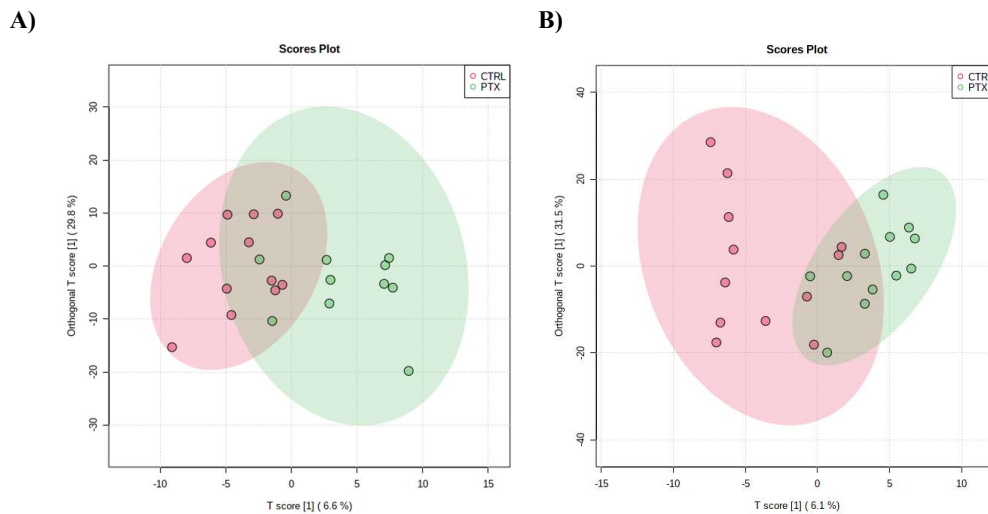 A)
Scores Plot
CTRL
PTX
30
20
10
0
-10
-20
-30
Orthogonal T score [1] ( 29.8 %)
-10
-5
0
5
10
15
T score [1] ( 6.6 %)
B)
Scores Plot
CTR
PTX
40
20
0
-20
-40
Orthogonal T score [1] ( 31.5 %)
-15
-10
-5
0
5
10
T score [1] ( 6.1 %)